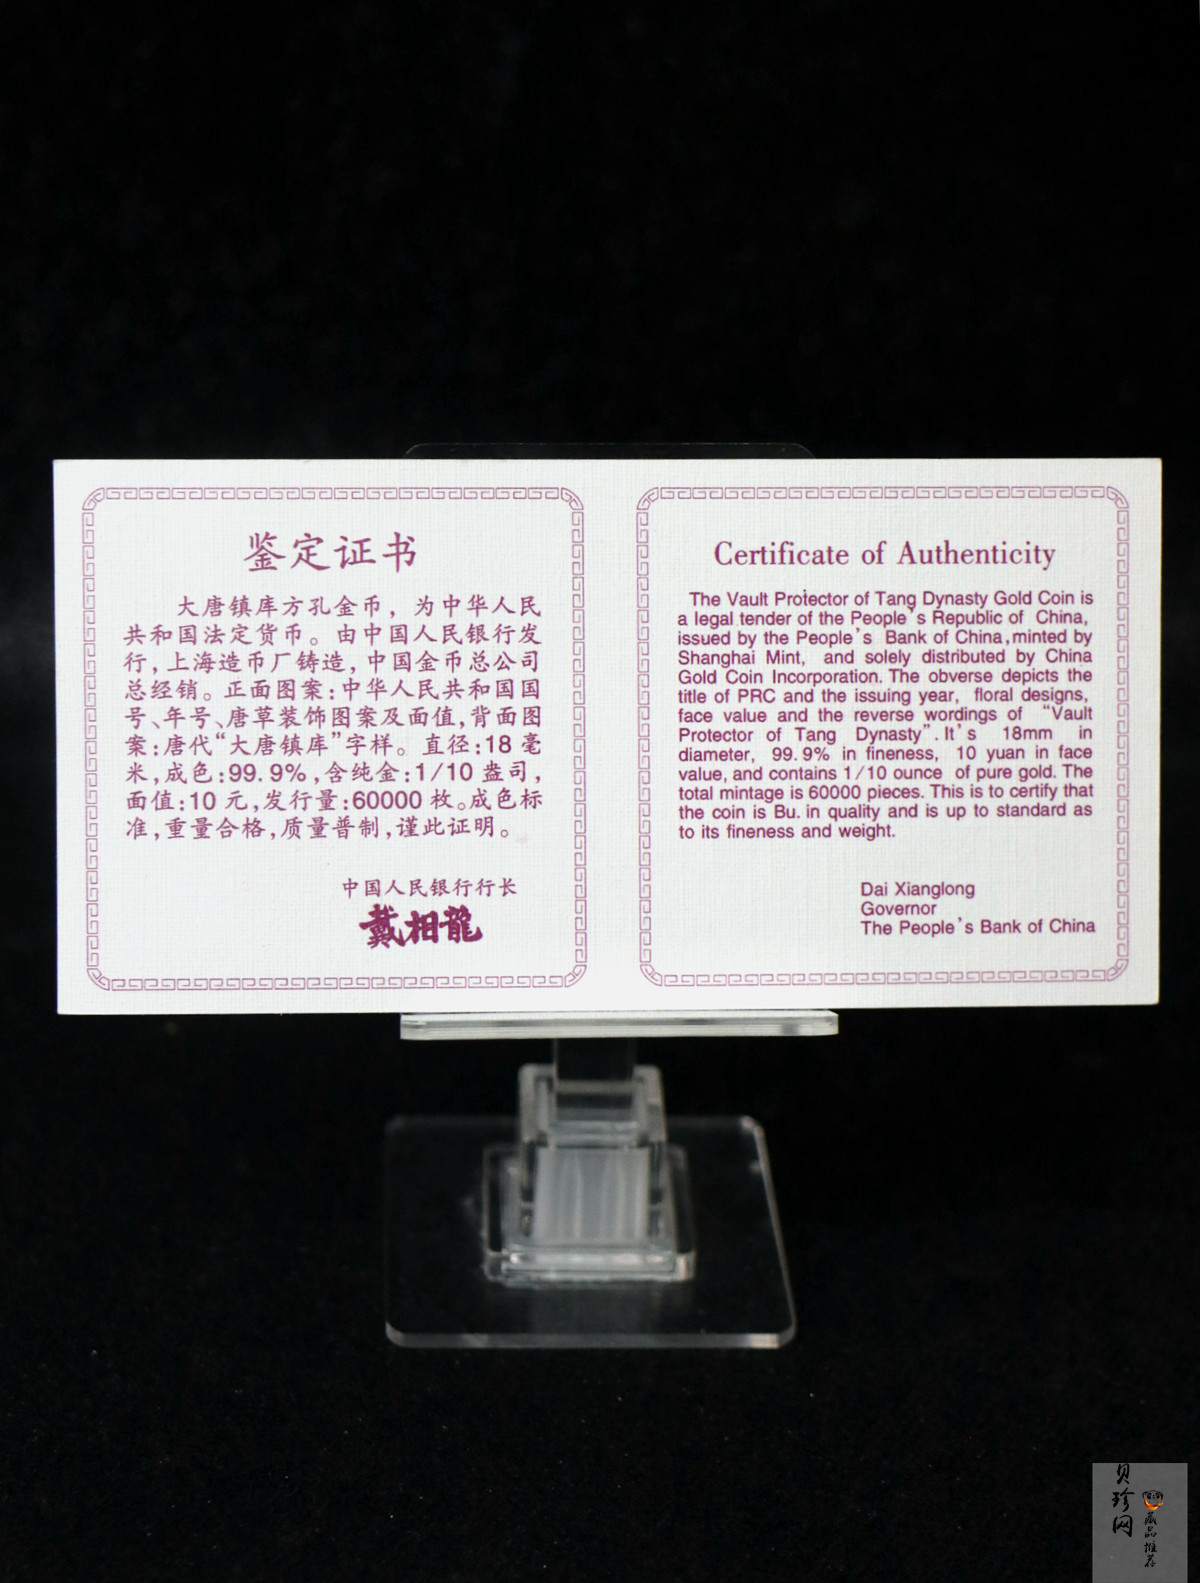 鉴定证书
大唐镇库方孔金币，为中华人民
共和国法定货币。由中国人民银行发
行，上海造币厂铸造，中国金币总公司
总经销。正面图案：中华人民共和国国
号、年号、唐草装饰图案及面值，背面图
案：唐代“大唐镇库”字样。直径：18毫
米，成色：99.9%，含纯金：1/10盎司，
面值：10元，发行量：60000枚。成色标
准，重量合格，质量普制，谨此证明。
中国人民银行行长
戴相龍
Certificate of Authenticity
The Vault Protector of Tang Dynasty Gold Coin is
a legal tender of the People's Republic of China,
issued by the People's Bank of China, minted by
Shanghai Mint, and solely distributed by China
Gold Coin Incorporation. The obverse depicts the
title of PRC and the issuing year, floral designs,
face value and the reverse wordings of “Vault
Protector of Tang Dynasty”. It's 18mm in
diameter, 99.9% in fineness, 10 yuan in face
value, and contains 1/10 ounce of pure gold. The
total mintage is 60000 pieces. This is to certify that
the coin is Bu. in quality and is up to standard as
to its fineness and weight.
Dai Xianglong
Governor
The People's Bank of China
贝珍网
藏品推荐